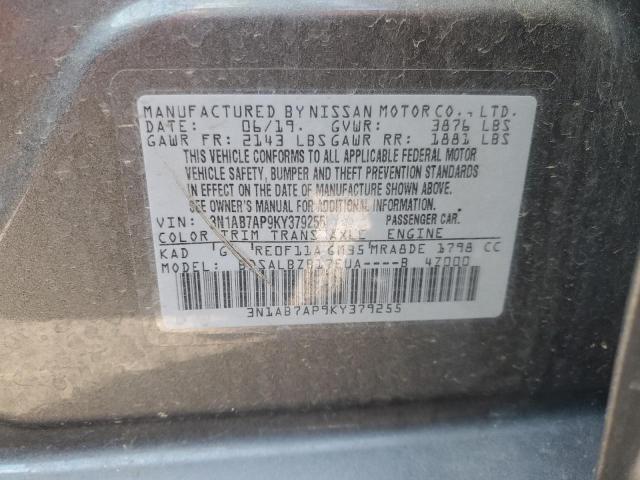 MANUFACTURED BY NISSAN MOTOR CO., LTD.
DATE: 06/19. GVWR: 3876 LBS
GAWR FR: 2143 LBS GAWR RR: 1881 LBS
THIS VEHICLE CONFORMS TO ALL APPLICABLE FEDERAL MOTOR
VEHICLE SAFETY, BUMPER AND THEFT PREVENTION STANDARDS
IN EFFECT ON THE DATE OF MANUFACTURE SHOWN ABOVE.
SEE OWNER'S MANUAL FOR ADDITIONAL INFORMATION.
VIN: 3N1AB7AP9KY379255 PASSENGER CAR.
COLOR TRIM TRANS AXLE ENGINE
KAD G RE0F11A GM35 MRA8DE 1798 CC
MODEL: UA----B 47000
3N1AB7AP9KY379255